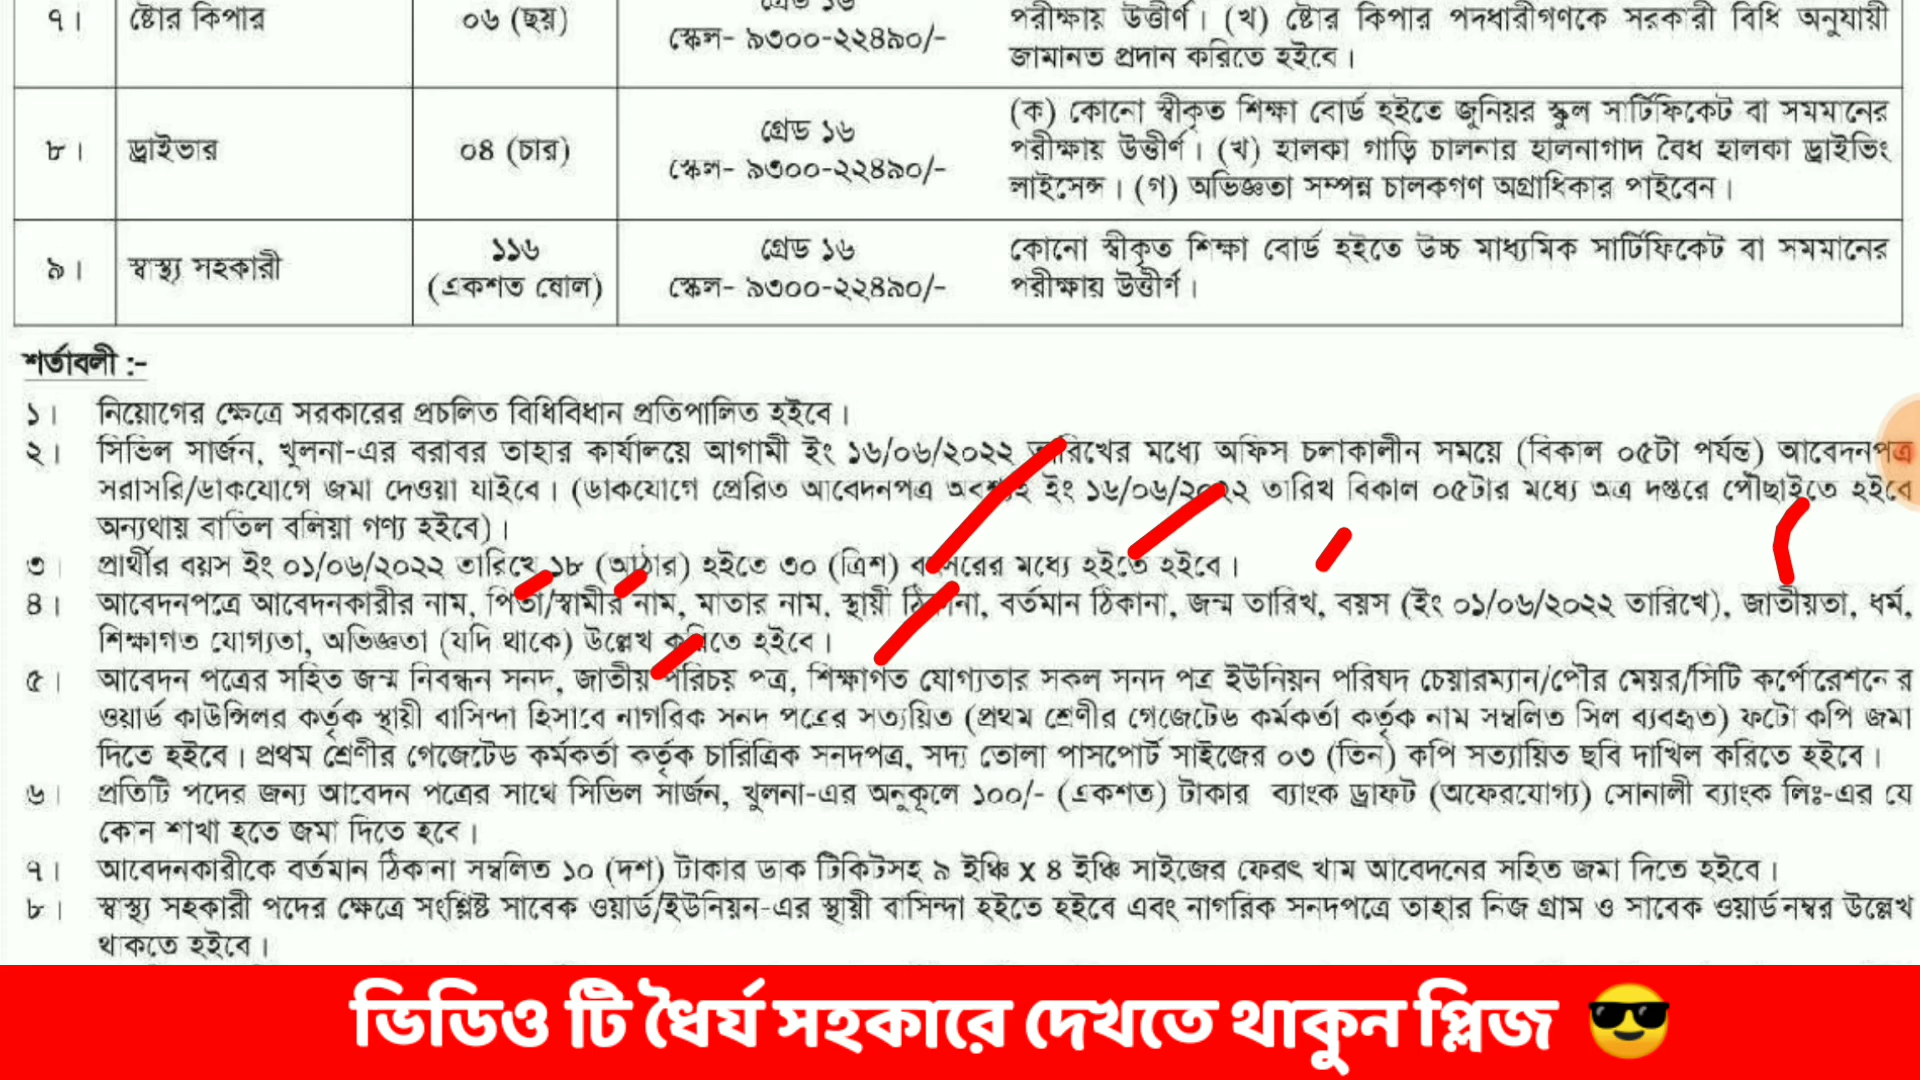 ৭। ষ্টোর কিপার ০৬ (ছয়) গ্রেড ১৬
স্কেল- ৯৩০০-২২৪৯০/- পরীক্ষায় উত্তীর্ণ। (খ) ষ্টোর কিপার পদধারীগণকে সরকারী বিধি অনুযায়ী
জামানত প্রদান করিতে হইবে।
৮। ড্রাইভার ০৪ (চার) গ্রেড ১৬
স্কেল- ৯৩০০-২২৪৯০/- (ক) কোনো স্বীকৃত শিক্ষা বোর্ড হইতে জুনিয়র স্কুল সার্টিফিকেট বা সমমানের
পরীক্ষায় উত্তীর্ণ। (খ) হালকা গাড়ি চালনার হালনাগাদ বৈধ হালকা ড্রাইভিং
লাইসেন্স। (গ) অভিজ্ঞতা সম্পন্ন চালকগণ অগ্রাধিকার পাইবেন।
৯। স্বাস্থ্য সহকারী ১১৬
(একশত ষোল) গ্রেড ১৬
স্কেল- ৯৩০০-২২৪৯০/- কোনো স্বীকৃত শিক্ষা বোর্ড হইতে উচ্চ মাধ্যমিক সার্টিফিকেট বা সমমানের
পরীক্ষায় উত্তীর্ণ।
শর্তাবলী :-
১। নিয়োগের ক্ষেত্রে সরকারের প্রচলিত বিধিবিধান প্রতিপালিত হইবে।
২। সিভিল সার্জন, খুলনা-এর বরাবর তাহার কার্যালয়ে আগামী ইং ১৬/০৬/২০২২ তারিখের মধ্যে অফিস চলাকালীন সময়ে (বিকাল ০৫টা পর্যন্ত) আবেদনপত্র
সরাসরি/ডাকযোগে জমা দেওয়া যাইবে। (ডাকযোগে প্রেরিত আবেদনপত্র অবশ্যই ইং ১৬/০৬/২০২২ তারিখ বিকাল ০৫টার মধ্যে অত্র দপ্তরে পৌঁছাইতে হইবে
অন্যথায় বাতিল বলিয়া গণ্য হইবে)।
৩। প্রার্থীর বয়স ইং ০১/০৬/২০২২ তারিখে ১৮ (আঠার) হইতে ৩০ (ত্রিশ) বৎসরের মধ্যে হইতে হইবে।
৪। আবেদনপত্রে আবেদনকারীর নাম, পিতা/স্বামীর নাম, মাতার নাম, স্থায়ী ঠিকানা, বর্তমান ঠিকানা, জন্ম তারিখ, বয়স (ইং ০১/০৬/২০২২ তারিখে), জাতীয়তা, ধর্ম,
শিক্ষাগত যোগ্যতা, অভিজ্ঞতা (যদি থাকে) উল্লেখ করিতে হইবে।
৫। আবেদন পত্রের সহিত জন্ম নিবন্ধন সনদ, জাতীয় পরিচয় পত্র, শিক্ষাগত যোগ্যতার সকল সনদ পত্র ইউনিয়ন পরিষদ চেয়ারম্যান/পৌর মেয়র/সিটি কর্পোরেশনে র
ওয়ার্ড কাউন্সিলর কর্তৃক স্থায়ী বাসিন্দা হিসাবে নাগরিক সনদ পত্রের সত্যয়িত (প্রথম শ্রেণীর গেজেটেড কর্মকর্তা কর্তৃক নাম সম্বলিত সিল ব্যবহৃত) ফটো কপি জমা
দিতে হইবে। প্রথম শ্রেণীর গেজেটেড কর্মকর্তা কর্তৃক চারিত্রিক সনদপত্র, সদ্য তোলা পাসপোর্ট সাইজের ০৩ (তিন) কপি সত্যায়িত ছবি দাখিল করিতে হইবে।
৬। প্রতিটি পদের জন্য আবেদন পত্রের সাথে সিভিল সার্জন, খুলনা-এর অনুকূলে ১০০/- (একশত) টাকার ব্যাংক ড্রাফট (অফেরযোগ্য) সোনালী ব্যাংক লিঃ-এর যে
কোন শাখা হতে জমা দিতে হবে।
৭। আবেদনকারীকে বর্তমান ঠিকানা সম্বলিত ১০ (দশ) টাকার ডাক টিকিটসহ ৯ ইঞ্চি x ৪ ইঞ্চি সাইজের ফেরৎ খাম আবেদনের সহিত জমা দিতে হইবে।
৮। স্বাস্থ্য সহকারী পদের ক্ষেত্রে সংশ্লিষ্ট সাবেক ওয়ার্ড/ইউনিয়ন-এর স্থায়ী বাসিন্দা হইতে হইবে এবং নাগরিক সনদপত্রে তাহার নিজ গ্রাম ও সাবেক ওয়ার্ড নম্বর উল্লেখ
থাকতে হইবে।
ভিডিও টি ধৈর্য সহকারে দেখতে থাকুন প্লিজ 😎